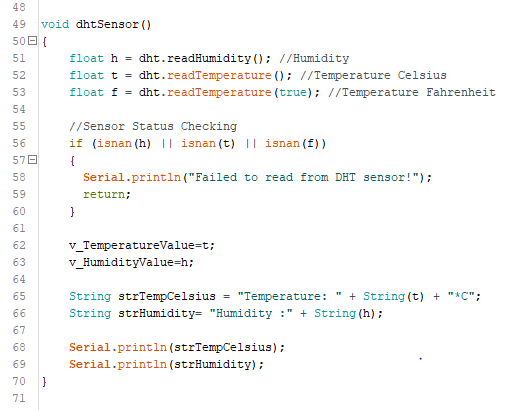 48
49 void dhtSensor()
50 {
51     float h = dht.readHumidity(); //Humidity
52     float t = dht.readTemperature(); //Temperature Celsius
53     float f = dht.readTemperature(true); //Temperature Fahrenheit
54
55     //Sensor Status Checking
56     if (isnan(h) || isnan(t) || isnan(f))
57     {
58       Serial.println("Failed to read from DHT sensor!");
59       return;
60     }
61
62     v_TemperatureValue=t;
63     v_HumidityValue=h;
64
65     String strTempCelsius = "Temperature: " + String(t) + "*C";
66     String strHumidity= "Humidity :" + String(h);
67
68     Serial.println(strTempCelsius);
69     Serial.println(strHumidity);
70 }
71